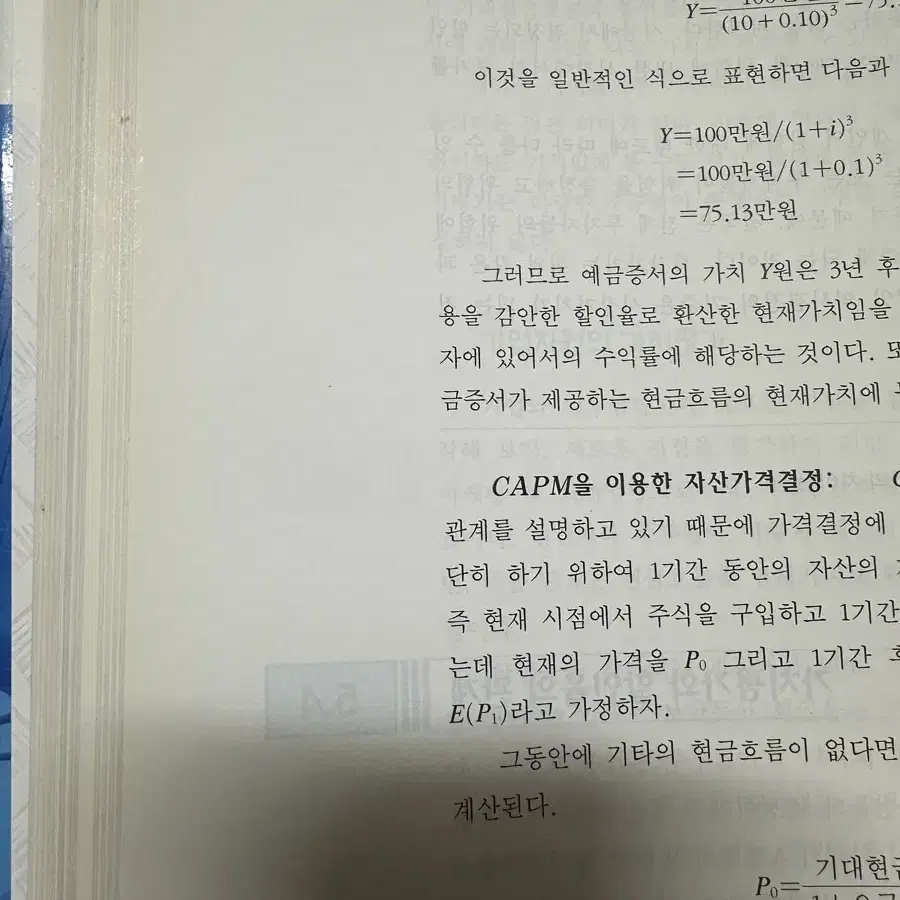 Y=
(10+0.10)³
이것을 일반적인 식으로 표현하면 다음과
Y=100만원/(1+i)³
=100만원/(1+0.1)³
=75.13만원
그러므로 예금증서의 가치 Y원은 3년 후
용을 감안한 할인율로 확산한 현재가치임을
자에 있어서의 수익률에 해당하는 것이다. 또
금증서가 제공하는 현금흐름의 현재가치에
CAPM을 이용한 자산가격결정:
관계를 설명하고 있기 때문에 가격결정에
단히 하기 위하여 1기간 동안의 자산의
즉 현재 시점에서 주식을 구입하고 1기간
는데 현재의 가격을 P₀ 그리고 1기간
E(P₁)라고 가정하자.
그동안에 기타의 현금흐름이 없다면
계산된다.
기대현금
P₀=